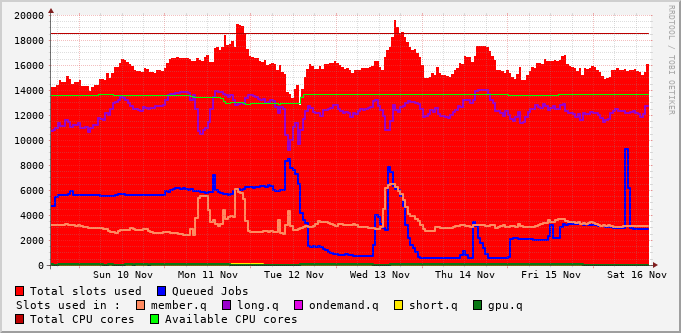 20000
18000
16000
14000
12000
10000
8000
6000
4000
2000
0
Sun 10 Nov Mon 11 Nov Tue 12 Nov Wed 13 Nov Thu 14 Nov Fri 15 Nov Sat 16 Nov
Total slots used Queued Jobs
Slots used in : member.q long.q ondemand.q short.q gpu.q
Total CPU cores Available CPU cores
RRDTOOL / TOBI OETIKER